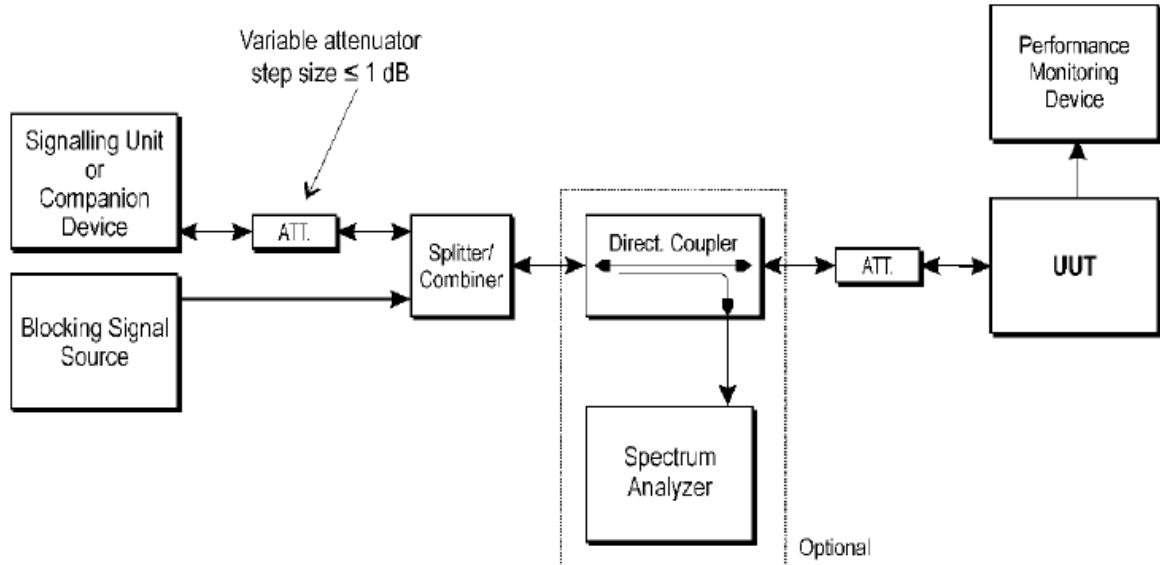 Variable attenuator
step size ≤ 1 dB
Performance
Monitoring
Device
Signalling Unit
or
Companion
Device
ATT.
Splitter/
Combiner
Direct. Coupler
ATT.
UUT
Blocking Signal
Source
Spectrum
Analyzer
Optional